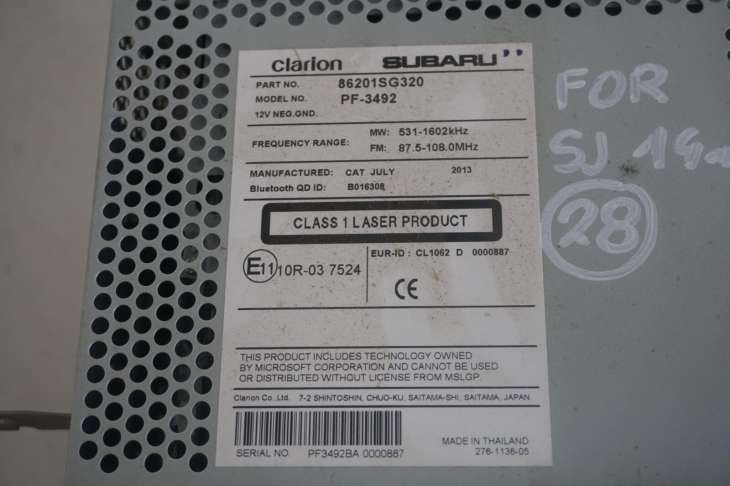 clarion SUBARU
PART NO. 86201SG320
MODEL NO. PF-3492
12V NEG.GND.
FREQUENCY RANGE: MW: 531-1602kHz
FM: 87.5-108.0MHz
MANUFACTURED: CAT JULY 2013
Bluetooth QD ID: B016308
CLASS 1 LASER PRODUCT
E11 10R-03 7524
EUR-ID : CL1062 D 0000887
CE
THIS PRODUCT INCLUDES TECHNOLOGY OWNED
BY MICROSOFT CORPORATION AND CANNOT BE USED
OR DISTRIBUTED WITHOUT LICENSE FROM MSLGP.
Clarion Co.,Ltd. 7-2 SHINTOSHIN, CHUO-KU, SAITAMA-SHI, SAITAMA, JAPAN
SERIAL NO. PF3492BA 0000887
MADE IN THAILAND
276-1136-05
FOR
SJ
28